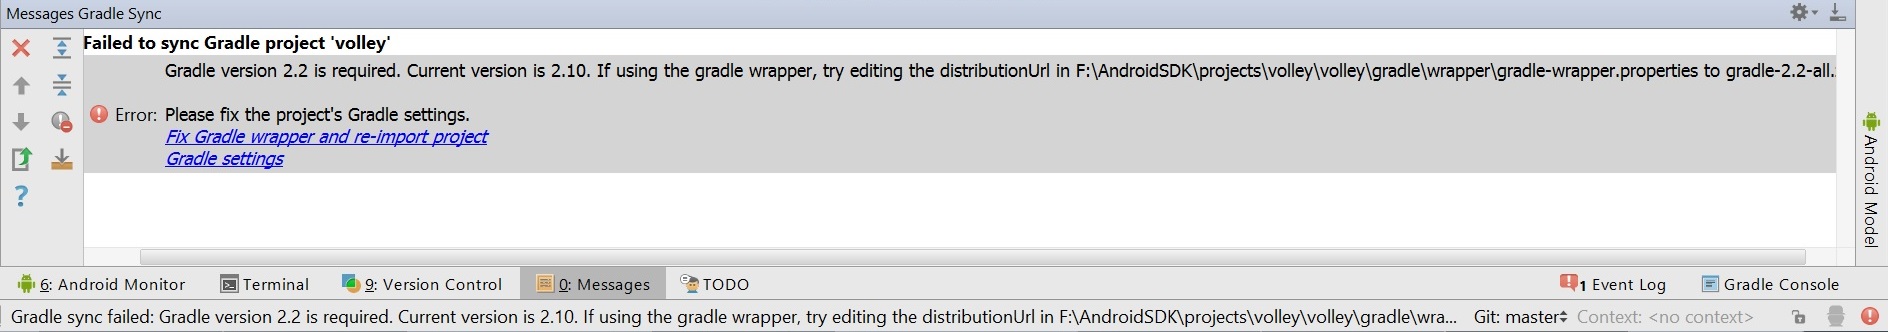 Messages Gradle Sync
Failed to sync Gradle project 'volley'
Gradle version 2.2 is required. Current version is 2.10. If using the gradle wrapper, try editing the distributionUrl in F:\AndroidSDK\projects\volley\volley\gradle\wrapper\gradle-wrapper.properties to gradle-2.2-all.
Error: Please fix the project's Gradle settings.
Fix Gradle wrapper and re-import project
Gradle settings
Android Model
6: Android Monitor Terminal 9: Version Control 0: Messages TODO 1 Event Log Gradle Console
Gradle sync failed: Gradle version 2.2 is required. Current version is 2.10. If using the gradle wrapper, try editing the distributionUrl in F:\AndroidSDK\projects\volley\volley\gradle\wra... Git: master Context: <no context>